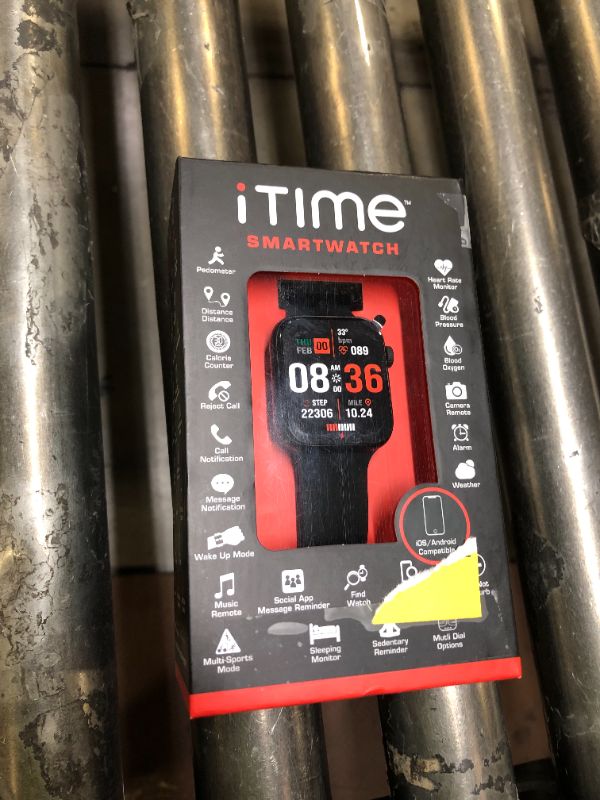 iTIME™
SMARTWATCH
Pedometer
Distance
Distance
Calorie
Counter
Reject Call
Call
Notification
Message
Notification
Wake Up Mode
Music
Remote
Multi-Sports
Mode
Social App
Message Reminder
Find
Watch
Sleeping
Monitor
Sedentary
Reminder
Mutli Dial
Options
Heart Rate
Monitor
Blood
Pressure
Blood
Oxygen
Camera
Remote
Alarm
Weather
iOS/Android
Compatible
THU
FEB 00
33°
bpm
089
08 AM 00 36
STEP
22306
MILE
10.24